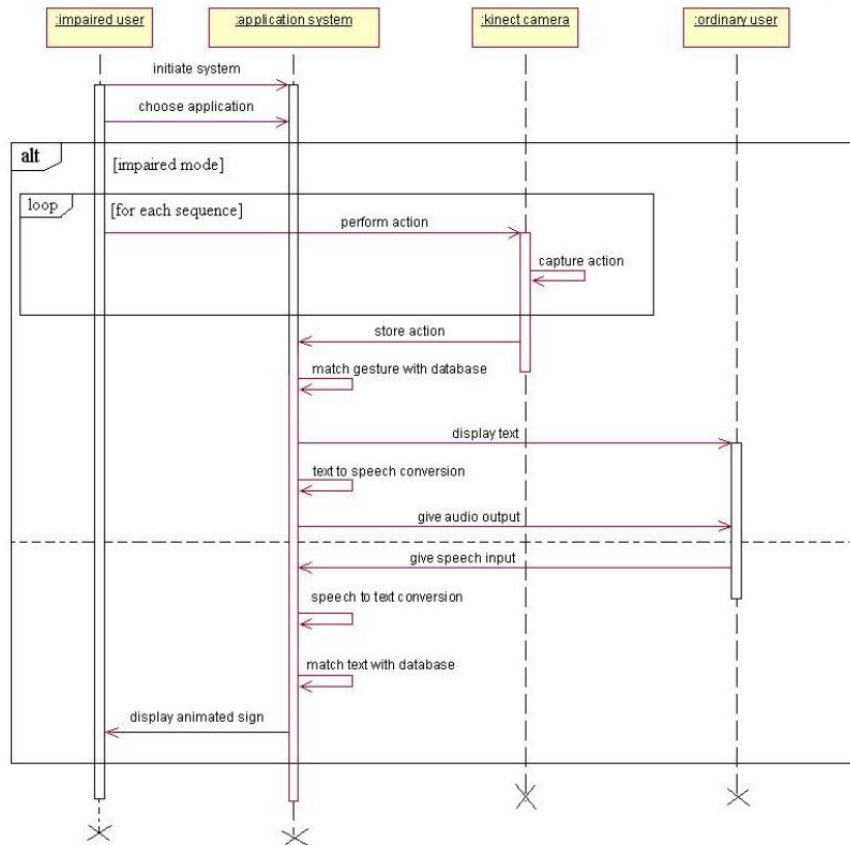 :impaired user
:application system
:kinect camera
:ordinary user
initiate system
choose application
alt
[impaired mode]
loop
[for each sequence]
perform action
capture action
store action
match gesture with database
display text
text to speech conversion
give audio output
give speech input
speech to text conversion
match text with database
display animated sign